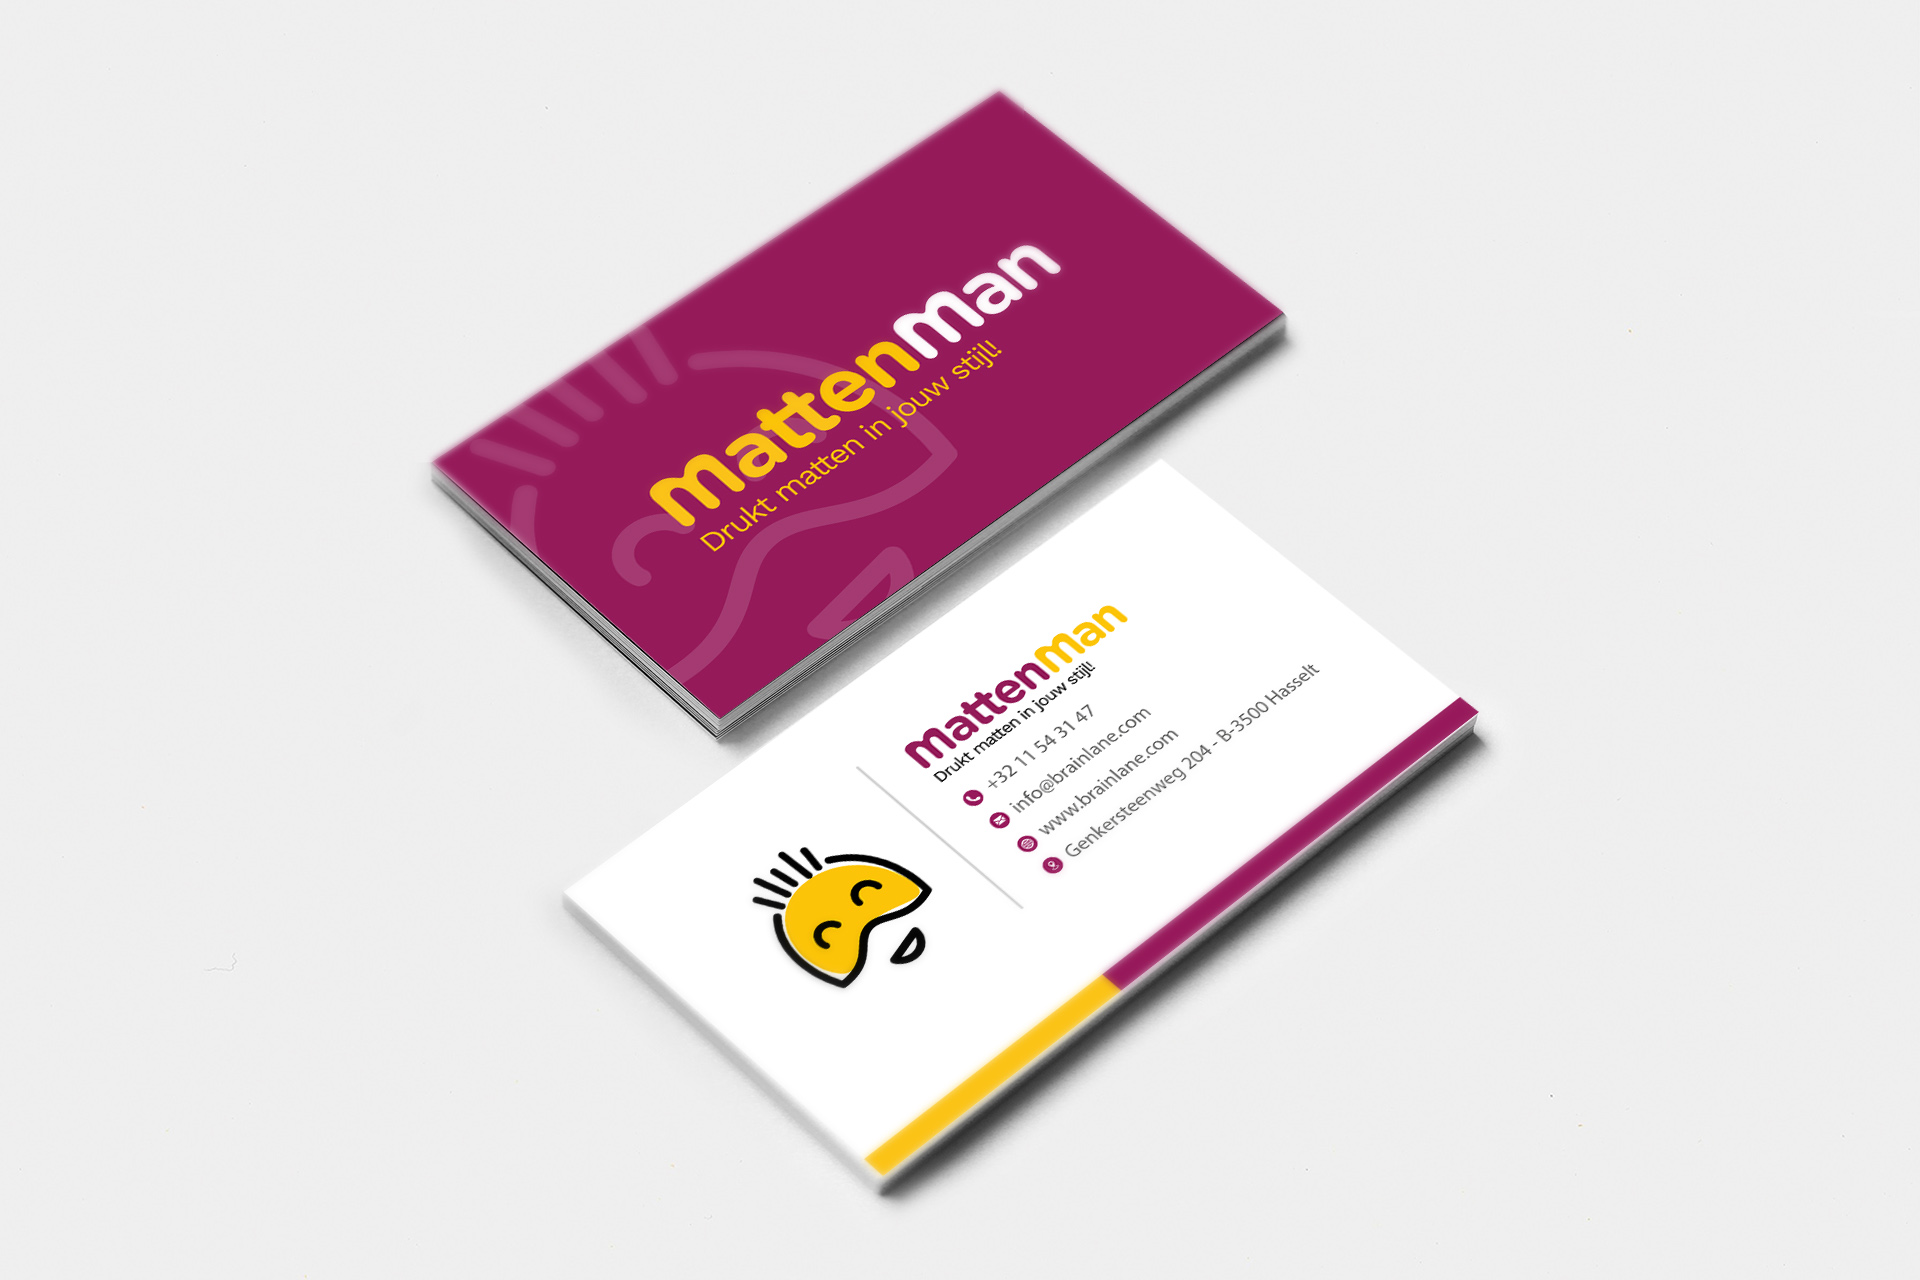 mattenman
Drukt matten in jouw stijl!
mattenman
Drukt matten in jouw stijl!
+32 11 54 31 47
info@brainlane.com
www.brainlane.com
Genkersteenweg 204 - B-3500 Hasselt